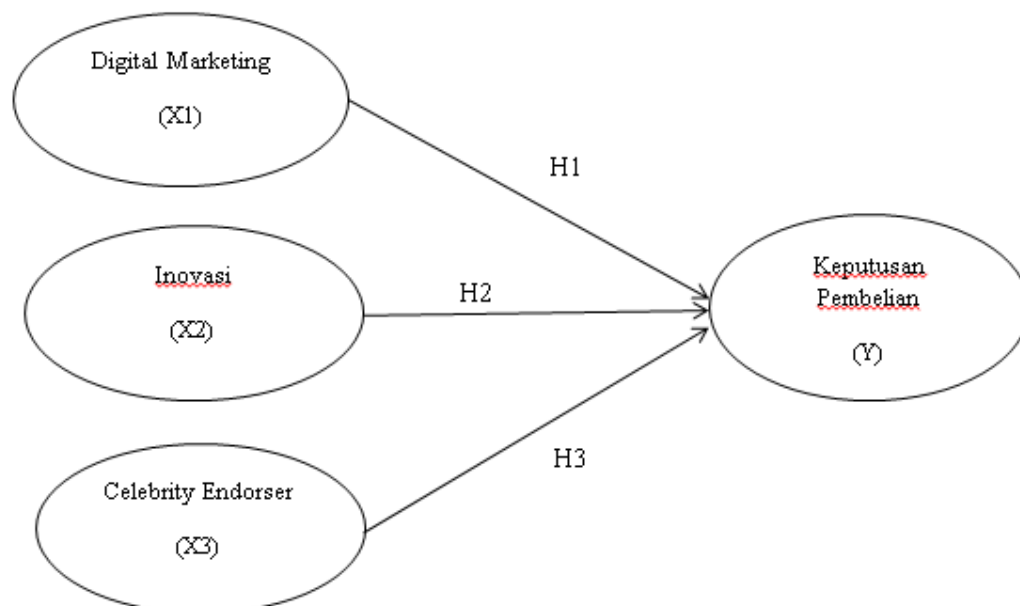 Digital Marketing
(X1)
H1
Inovasi
(X2)
H2
Keputusan
Pembelian
(Y)
Celebrity Endorser
(X3)
H3